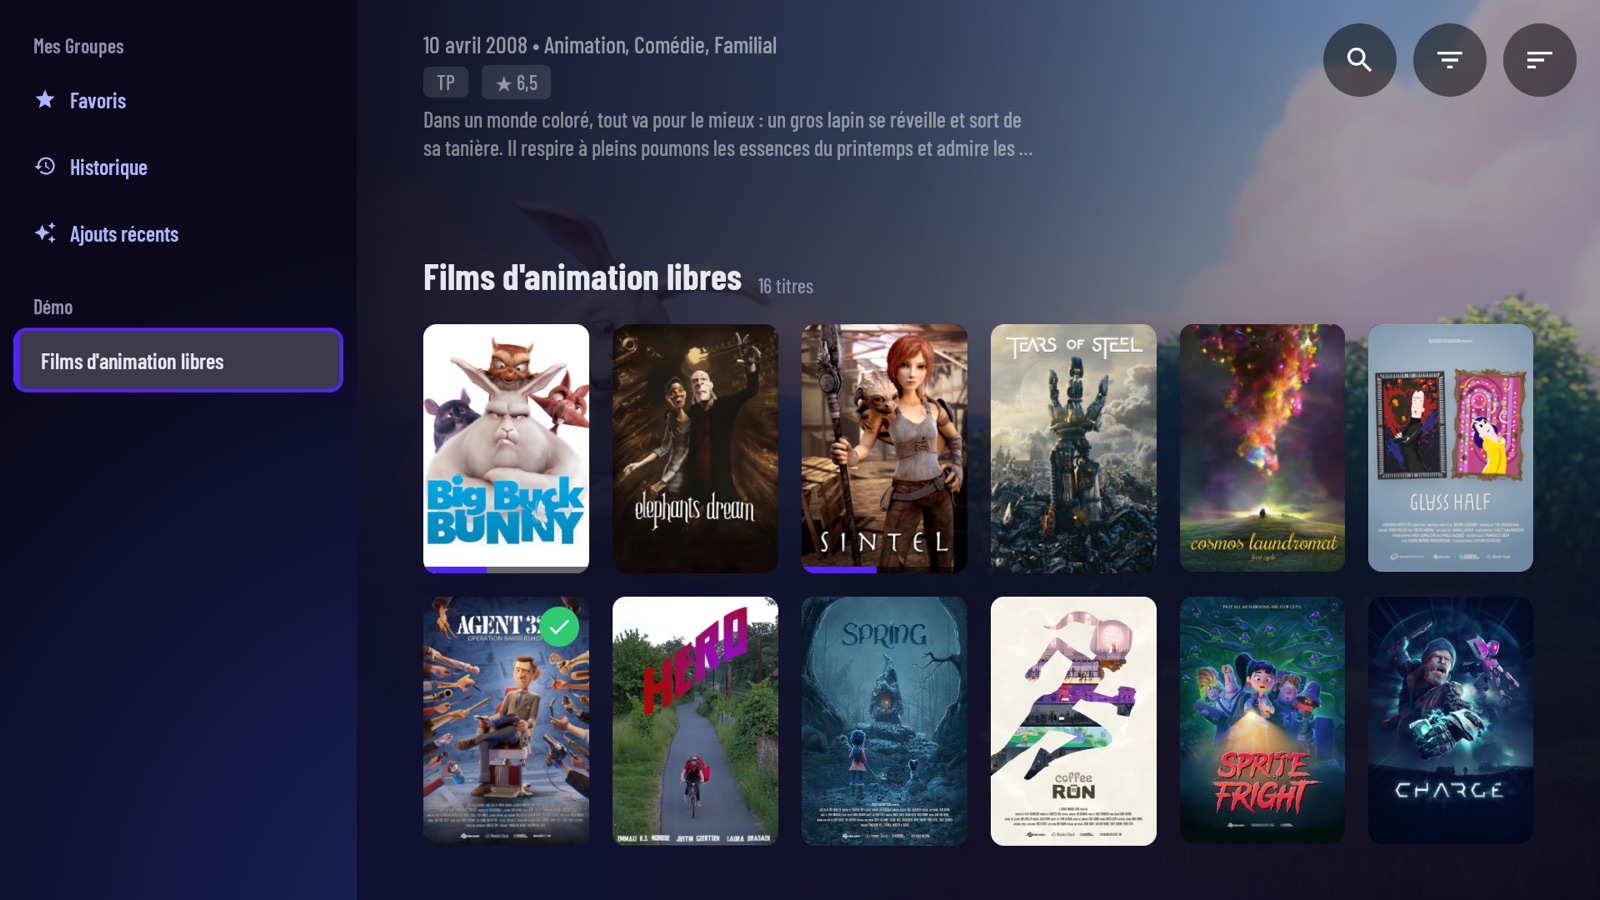 Mes Groupes
Favoris
Historique
Ajouts récents
Démo
Films d'animation libres
10 avril 2008 • Animation, Comédie, Familial
TP
★ 6,5
Dans un monde coloré, tout va pour le mieux : un gros lapin se réveille et sort de
sa tanière. Il respire à pleins poumons les essences du printemps et admire les ...
Films d'animation libres 16 titres
Big Buck
BUNNY
elephants dream
SINTEL
TEARS OF STEEL
cosmos laundromat
first cycle
GLASS HALF
AGENT 32
OPERATION BARBERSHOP
HERO
SPRING
coffee
RUN
SPRITE
FRIGHT
CHARGE